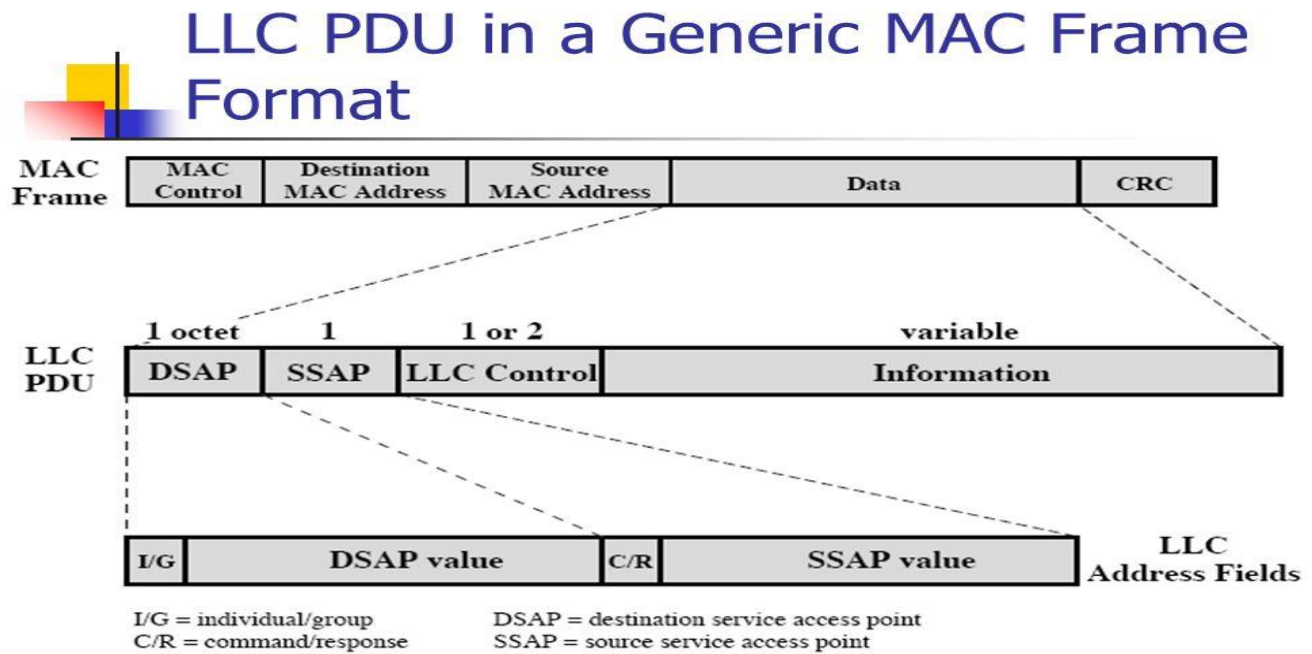 LLC PDU in a Generic MAC Frame
Format
MAC
Frame
MAC
Control
Destination
MAC Address
Source
MAC Address
Data
CRC
1 octet
1
1 or 2
variable
LLC
PDU
DSAP
SSAP
LLC Control
Information
I/G
DSAP value
C/R
SSAP value
LLC
Address Fields
I/G = individual/group
C/R = command/response
DSAP = destination service access point
SSAP = source service access point